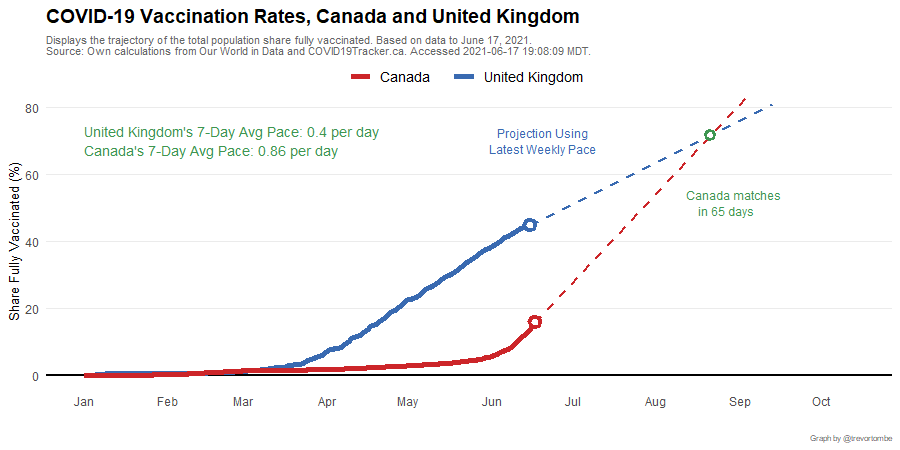 COVID-19 Vaccination Rates, Canada and United Kingdom
Displays the trajectory of the total population share fully vaccinated. Based on data to June 17, 2021.
Source: Own calculations from Our World in Data and COVID19Tracker.ca. Accessed 2021-06-17 19:08:09 MDT.
Canada United Kingdom
United Kingdom's 7-Day Avg Pace: 0.4 per day
Canada's 7-Day Avg Pace: 0.86 per day
Projection Using
Latest Weekly Pace
Canada matches
in 65 days
Share Fully Vaccinated (%)
80
60
40
20
0
Jan Feb Mar Apr May Jun Jul Aug Sep Oct
Graph by @trevortombe